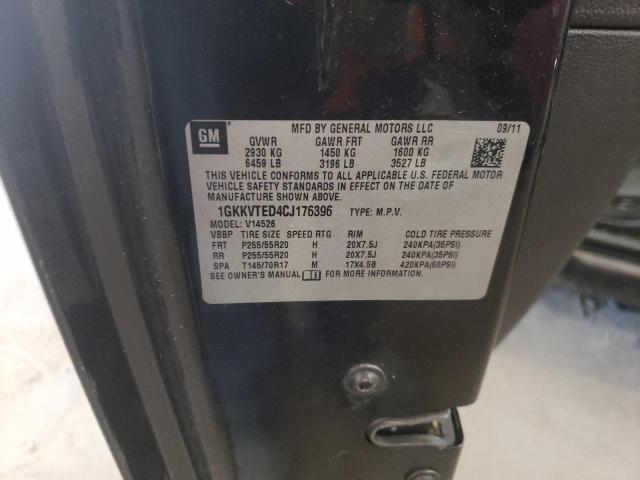 GM
MFD BY GENERAL MOTORS LLC 09/11
GVWR GAWR FRT GAWR RR
2930 KG 1450 KG 1600 KG
6459 LB 3196 LB 3527 LB
THIS VEHICLE CONFORMS TO ALL APPLICABLE U.S. FEDERAL MOTOR
VEHICLE SAFETY STANDARDS IN EFFECT ON THE DATE OF
MANUFACTURE SHOWN ABOVE.
1GKKVTED4CJ176396 TYPE: M.P.V.
MODEL: V14526
VBBP TIRE SIZE SPEED RTG RIM COLD TIRE PRESSURE
FRT P255/55R20 H 20X7.5J 240KPA(35PSI)
RR P255/55R20 H 20X7.5J 240KPA(35PSI)
SPA T145/70R17 M 17X4.5B 420KPA(60PSI)
SEE OWNER'S MANUAL FOR MORE INFORMATION.